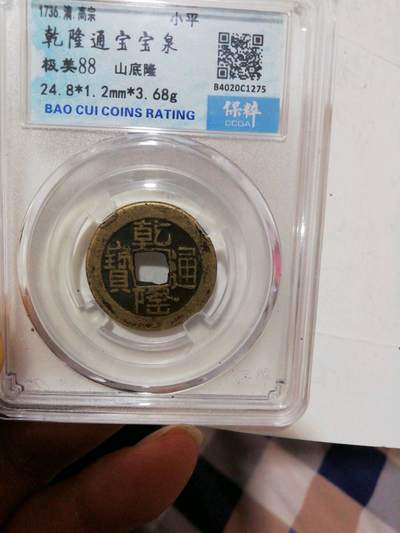 1736.清.高宗
小平
乾隆通宝宝泉
极美88 山底隆
24.8*1.2mm*3.68g
BAO CUI COINS RATING
B4020C1275
保粹
CCGA
乾隆通寶